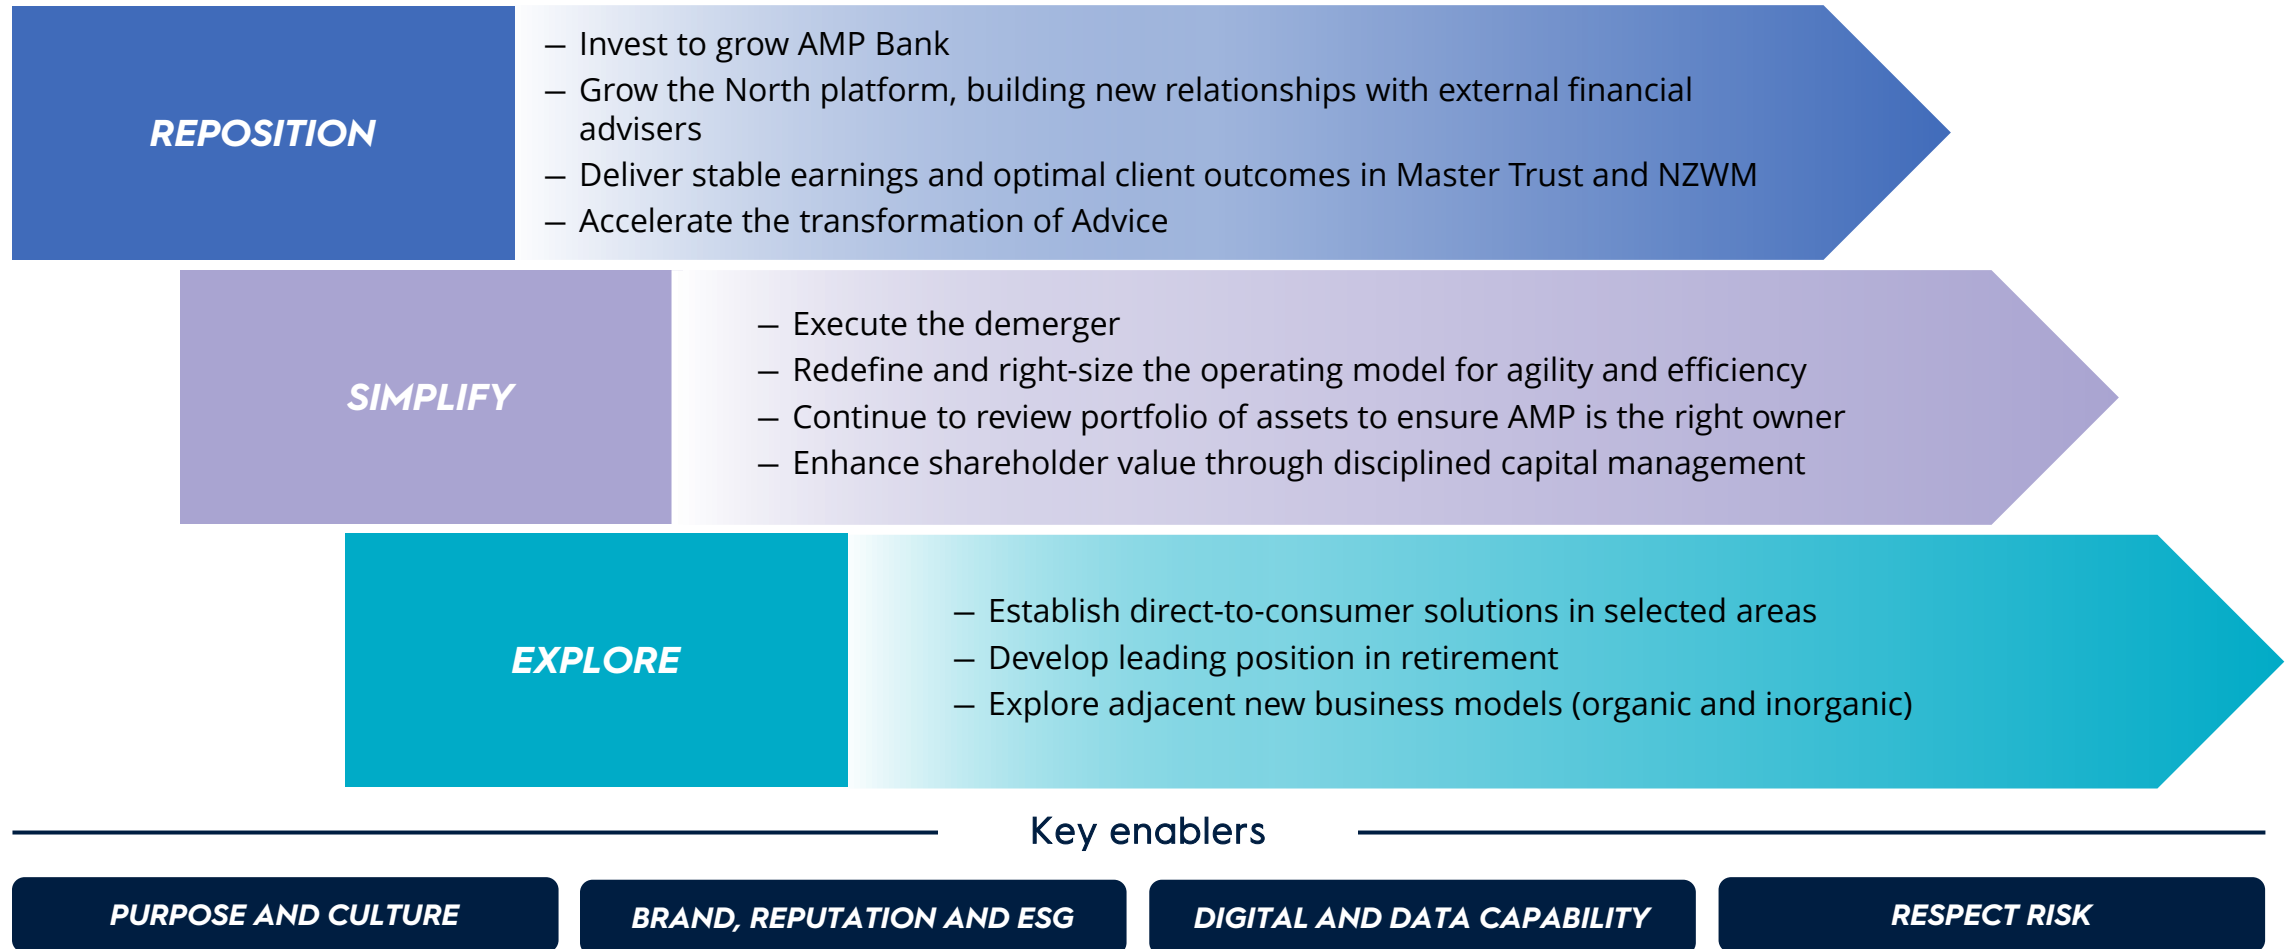 REPOSITION
– Invest to grow AMP Bank
– Grow the North platform, building new relationships with external financial
advisers
– Deliver stable earnings and optimal client outcomes in Master Trust and NZWM
– Accelerate the transformation of Advice
SIMPLIFY
– Execute the demerger
– Redefine and right-size the operating model for agility and efficiency
– Continue to review portfolio of assets to ensure AMP is the right owner
– Enhance shareholder value through disciplined capital management
EXPLORE
– Establish direct-to-consumer solutions in selected areas
– Develop leading position in retirement
– Explore adjacent new business models (organic and inorganic)
Key enablers
PURPOSE AND CULTURE
BRAND, REPUTATION AND ESG
DIGITAL AND DATA CAPABILITY
RESPECT RISK